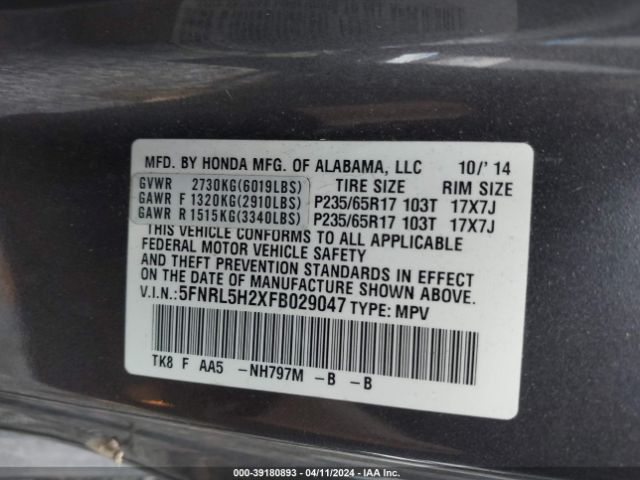 MFD. BY HONDA MFG. OF ALABAMA, LLC 10/'14
GVWR 2730KG(6019LBS) TIRE SIZE RIM SIZE
GAWR F 1320KG(2910LBS) P235/65R17 103T 17X7J
GAWR R 1515KG(3340LBS) P235/65R17 103T 17X7J
THIS VEHICLE CONFORMS TO ALL APPLICABLE
FEDERAL MOTOR VEHICLE SAFETY
AND THEFT PREVENTION STANDARDS IN EFFECT
ON THE DATE OF MANUFACTURE SHOWN ABOVE.
V.I.N.: 5FNRL5H2XFB029047 TYPE: MPV
TK8 F AA5 -NH797M -B -B
000-39180893 - 04/11/2024 - IAA Inc.